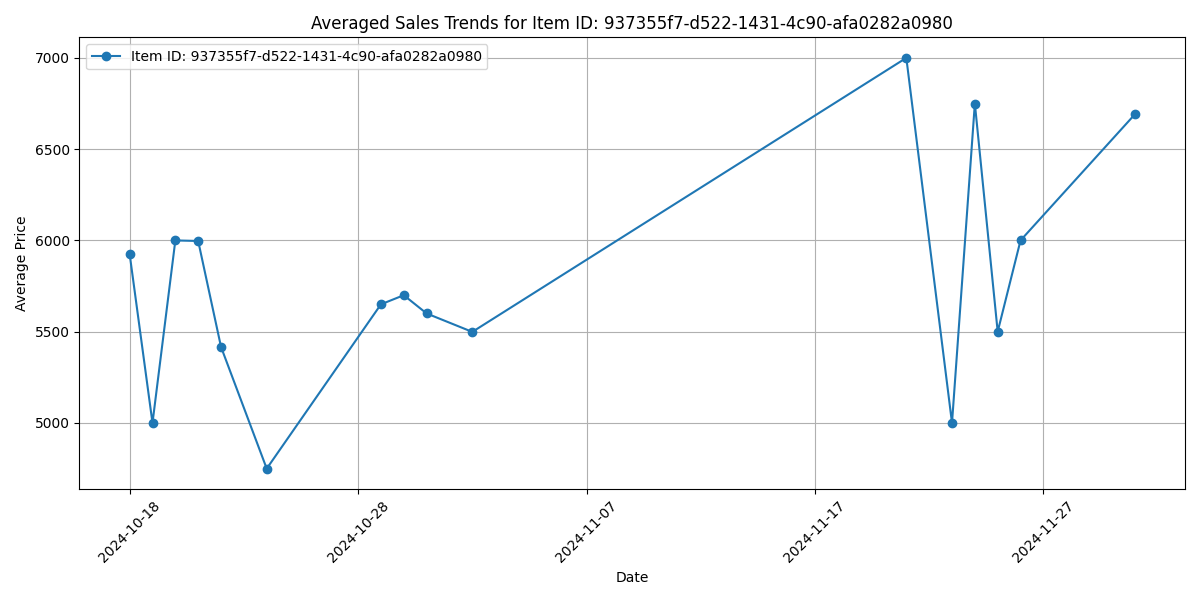 Averaged Sales Trends for Item ID: 937355f7-d522-1431-4c90-afa0282a0980
Item ID: 937355f7-d522-1431-4c90-afa0282a0980
7000
6500
6000
5500
5000
Average Price
2024-10-18
2024-10-28
2024-11-07
2024-11-17
2024-11-27
Date